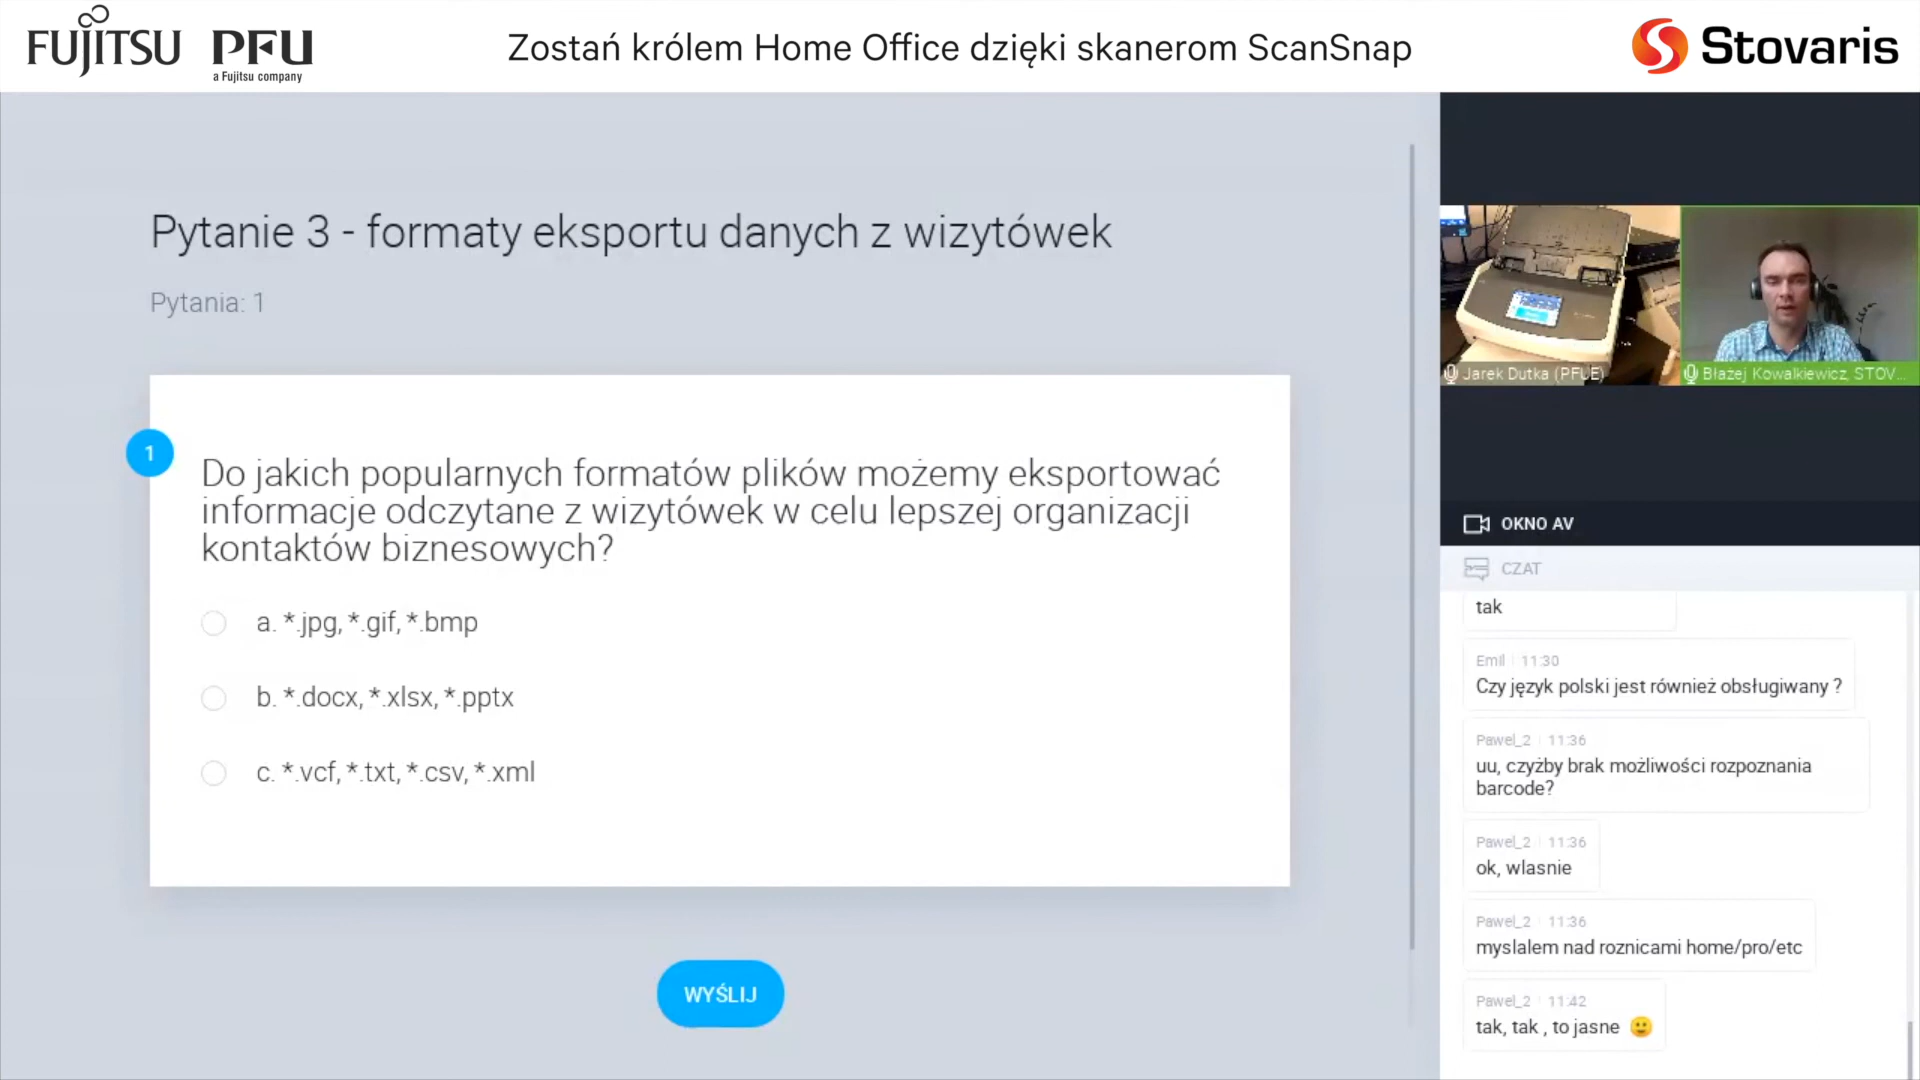 FUJITSU
PFU
a Fujitsu company
Zostań królem Home Office dzięki skanerom ScanSnap
Stovaris
Pytanie 3 - formaty eksportu danych z wizytówek
Pytania: 1
1
Do jakich popularnych formatów plików możemy eksportować
informacje odczytane z wizytówek w celu lepszej organizacji
kontaktów biznesowych?
a. *.jpg, *.gif, *.bmp
b. *.docx, *.xlsx, *.pptx
c. *.vcf, *.txt, *.csv, *.xml
WYŚLIJ
Jarek Dutka (PFUE)
Błażej Kowalkiewicz, STOV...
OKNO AV
CZAT
tak
Emil 11:30
Czy język polski jest również obsługiwany ?
Pawel_2 11:36
uu, czyżby brak możliwości rozpoznania
barcode?
Pawel_2 11:36
ok, wlasnie
Pawel_2 11:36
myslalem nad roznicami home/pro/etc
Pawel_2 11:42
tak, tak , to jasne 🙂